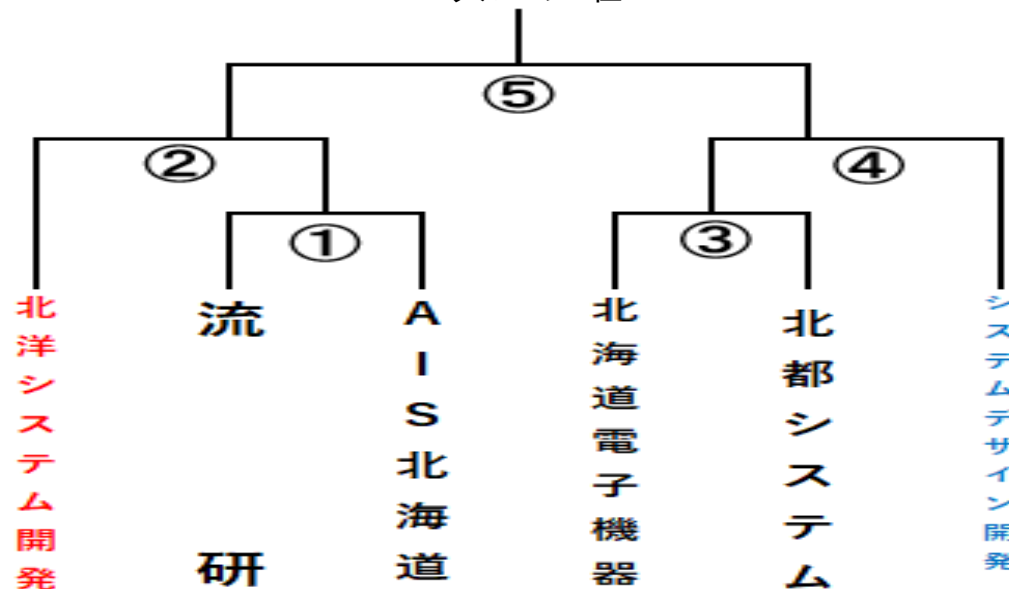 ⑤
②
④
①
③
北洋システム開発
流研
AIS北海道
北海道電子機器
北都システム
システムデザイン開発